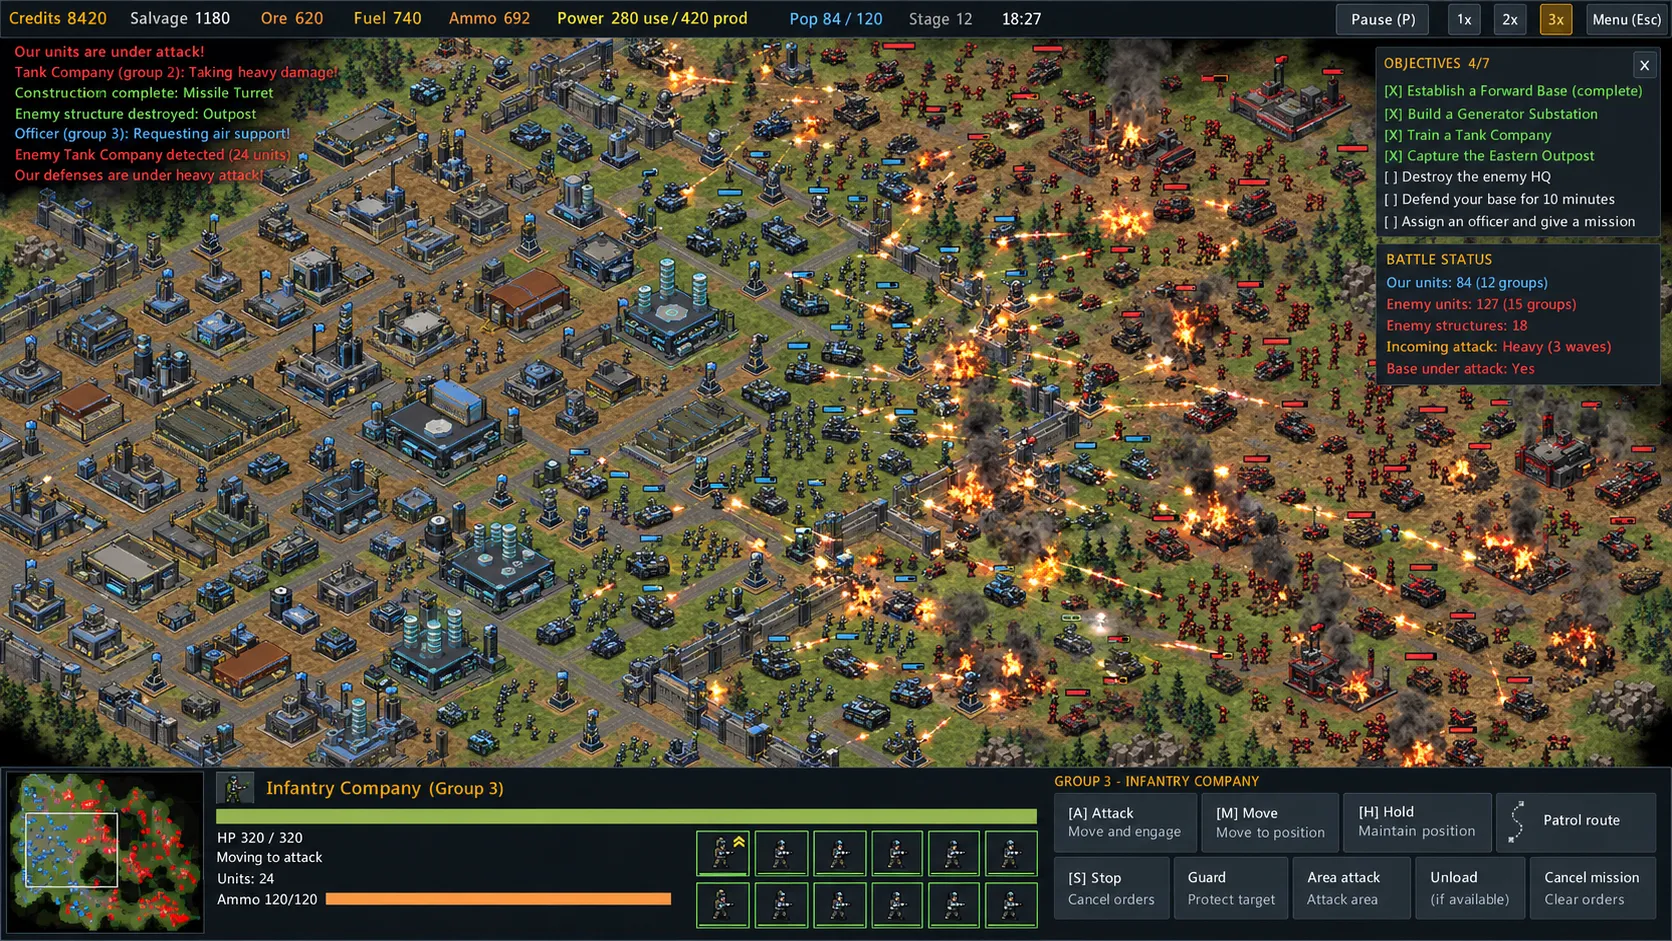 Credits 8420 Salvage 1180 Ore 620 Fuel 740 Ammo 692 Power 280 use / 420 prod Pop 84 / 120 Stage 12 18:27 Pause (P) 1x 2x 3x Menu (Esc)
Our units are under attack!
Tank Company (group 2): Taking heavy damage!
Construction complete: Missile Turret
Enemy structure destroyed: Outpost
Officer (group 3): Requesting air support!
Enemy Tank Company detected (24 units)
Our defenses are under heavy attack!
OBJECTIVES 4/7 X
[X] Establish a Forward Base (complete)
[X] Build a Generator Substation
[X] Train a Tank Company
[X] Capture the Eastern Outpost
[ ] Destroy the enemy HQ
[ ] Defend your base for 10 minutes
[ ] Assign an officer and give a mission
BATTLE STATUS
Our units: 84 (12 groups)
Enemy units: 127 (15 groups)
Enemy structures: 18
Incoming attack: Heavy (3 waves)
Base under attack: Yes
Infantry Company (Group 3)
HP 320 / 320
Moving to attack
Units: 24
Ammo 120/120
GROUP 3 - INFANTRY COMPANY
[A] Attack
Move and engage
[M] Move
Move to position
[H] Hold
Maintain position
Patrol route
[S] Stop
Cancel orders
Guard
Protect target
Area attack
Attack area
Unload
(if available)
Cancel mission
Clear orders